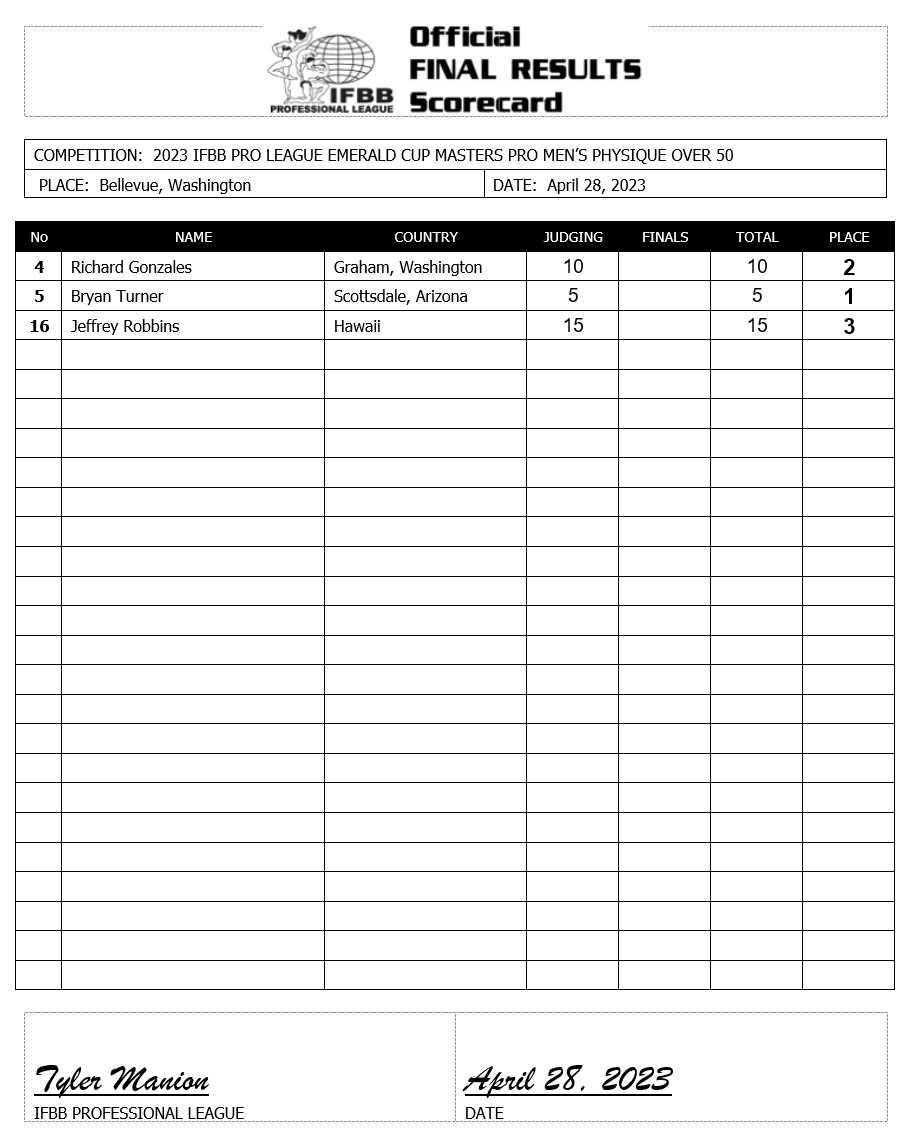 Official
FINAL RESULTS
Scorecard
IFBB
PROFESSIONAL LEAGUE
COMPETITION: 2023 IFBB PRO LEAGUE EMERALD CUP MASTERS PRO MEN’S PHYSIQUE OVER 50
PLACE: Bellevue, Washington DATE: April 28, 2023
No NAME COUNTRY JUDGING FINALS TOTAL PLACE
4 Richard Gonzales Graham, Washington 10 10 2
5 Bryan Turner Scottsdale, Arizona 5 5 1
16 Jeffrey Robbins Hawaii 15 15 3
Tyler Manion April 28, 2023
IFBB PROFESSIONAL LEAGUE DATE